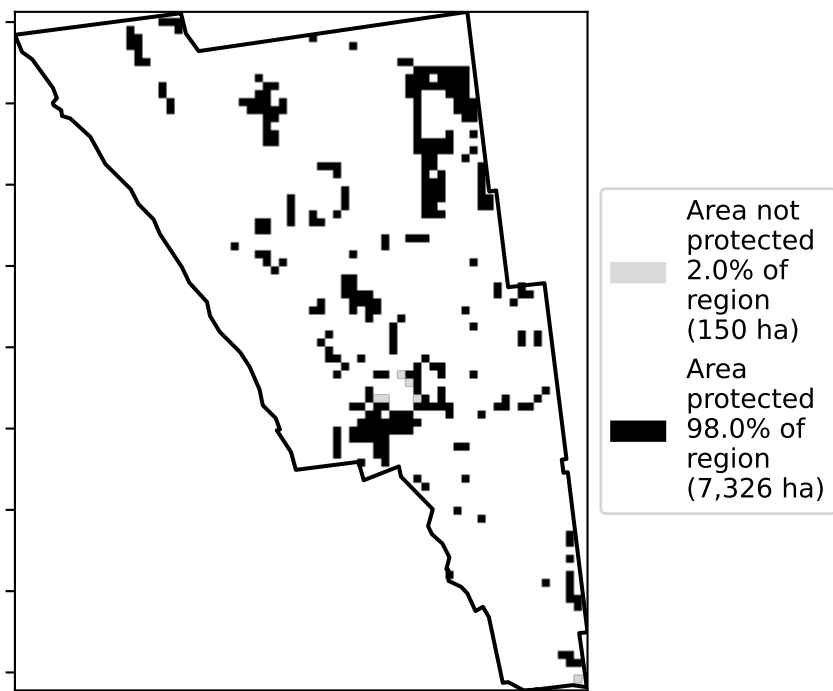 Area not
protected
2.0% of
region
(150 ha)
Area
protected
98.0% of
region
(7,326 ha)